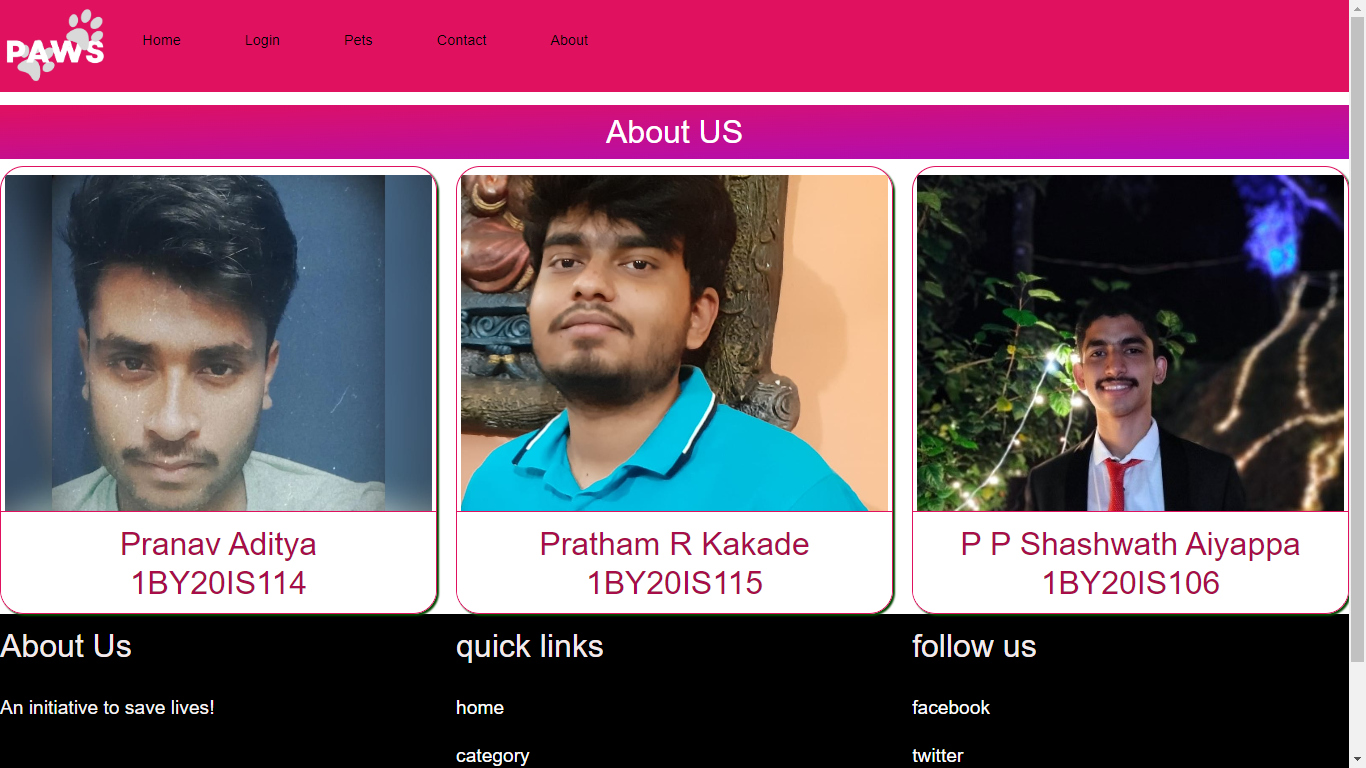 PAWS
Home Login Pets Contact About
About US
Pranav Aditya
1BY20IS114
Pratham R Kakade
1BY20IS115
P P Shashwath Aiyappa
1BY20IS106
About Us
An initiative to save lives!
quick links
home
category
follow us
facebook
twitter